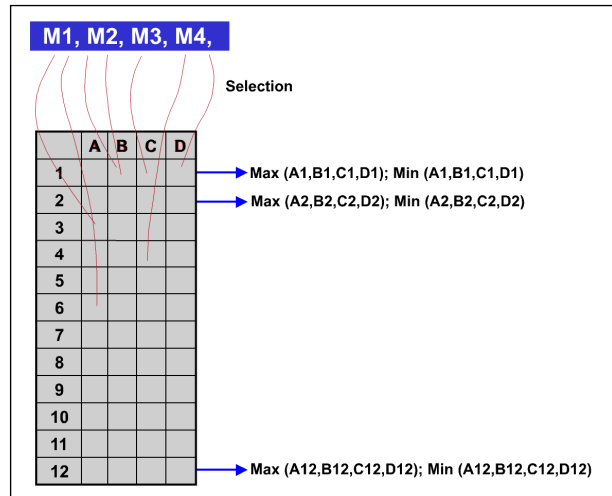 M1, M2, M3, M4,
Selection
A B C D
1 Max (A1,B1,C1,D1); Min (A1,B1,C1,D1)
2 Max (A2,B2,C2,D2); Min (A2,B2,C2,D2)
3
4
5
6
7
8
9
10
11
12 Max (A12,B12,C12,D12); Min (A12,B12,C12,D12)